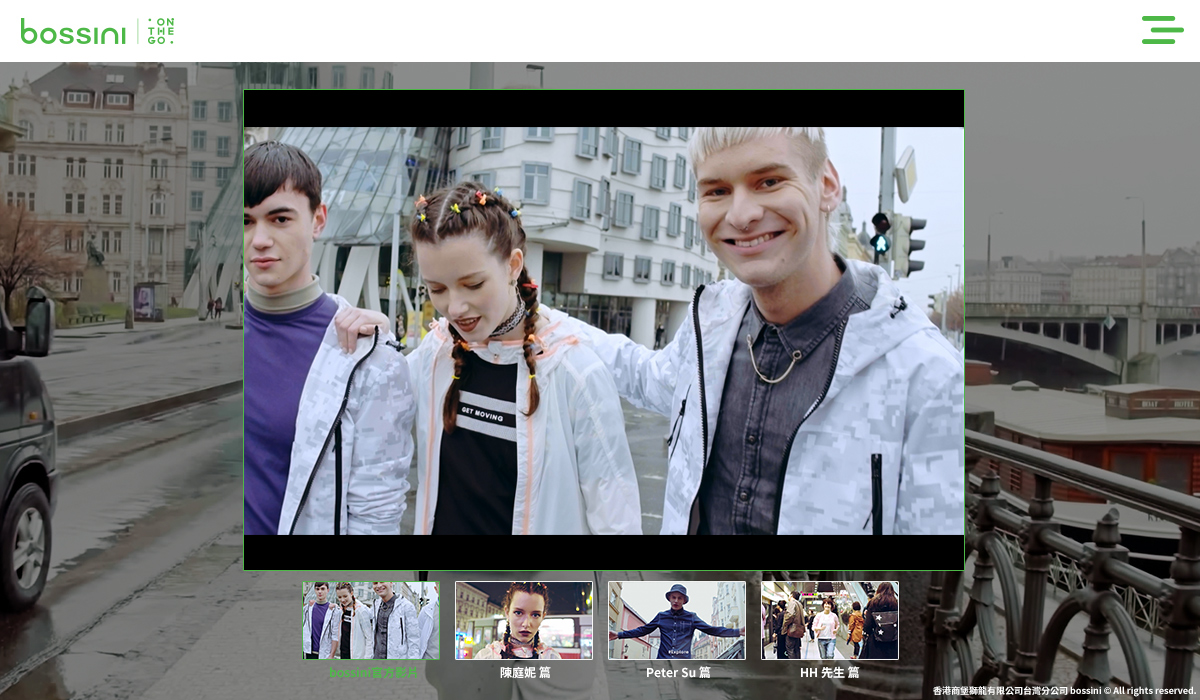 bossini
· ON
THE
GO ·
GET MOVING
BOAT HOTEL
bossini官方影片
陳庭妮 篇
Peter Su 篇
HH 先生 篇
香港商堡獅龍有限公司台灣分公司 bossini © All rights reserved.